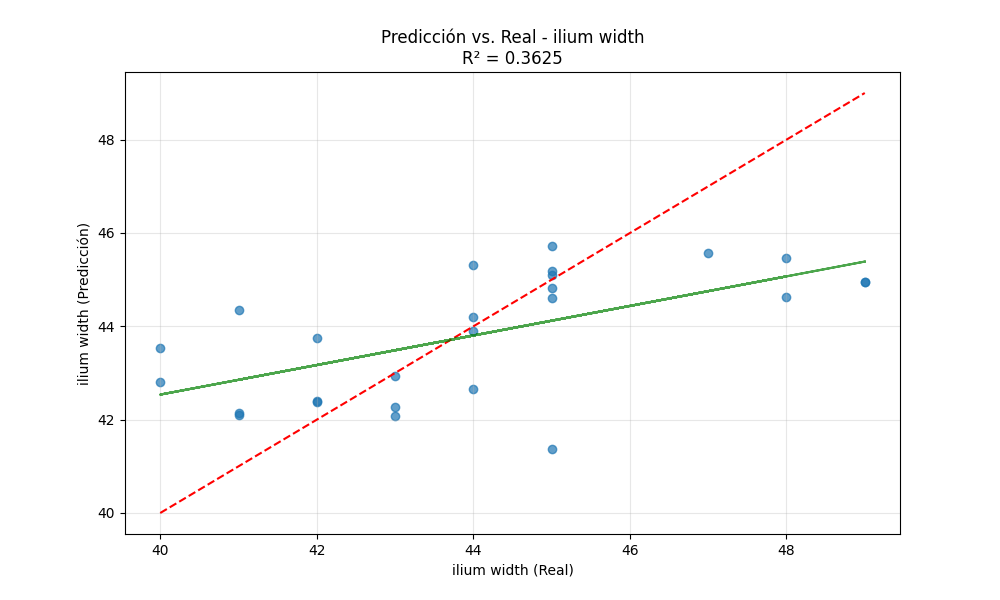 Predicción vs. Real - ilium width
R² = 0.3625
ilium width (Predicción)
48
46
44
42
40
40 42 44 46 48
ilium width (Real)